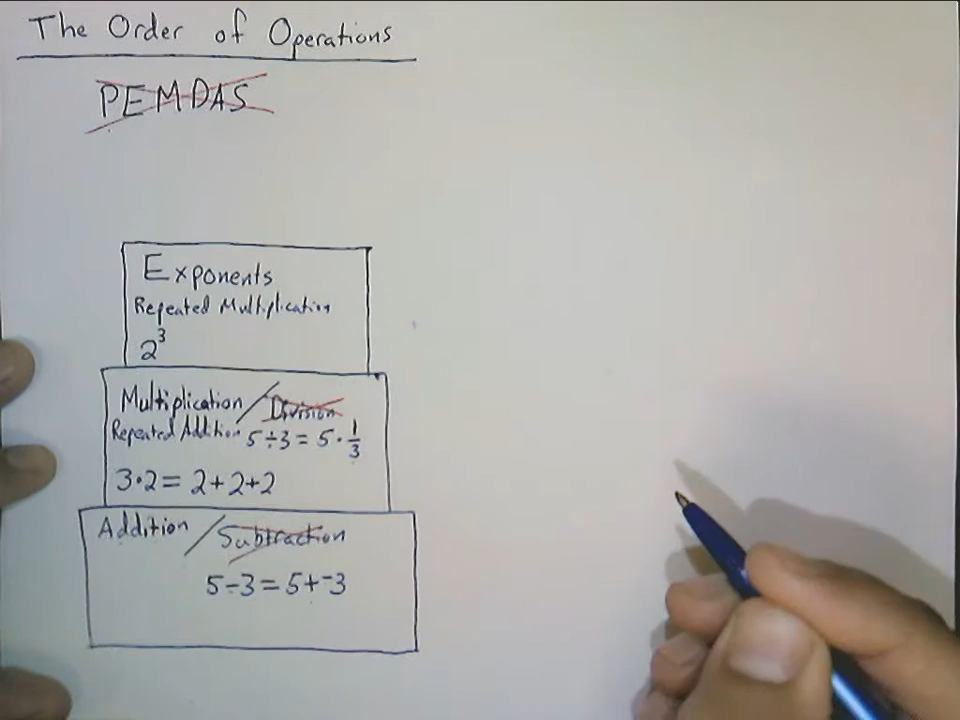 The Order of Operations
PEMDAS
Exponents
Repeated Multiplication
2³
Multiplication / Division
Repeated Addition 5÷3 = 5·1/3
3·2 = 2+2+2
Addition / Subtraction
5-3 = 5+-3